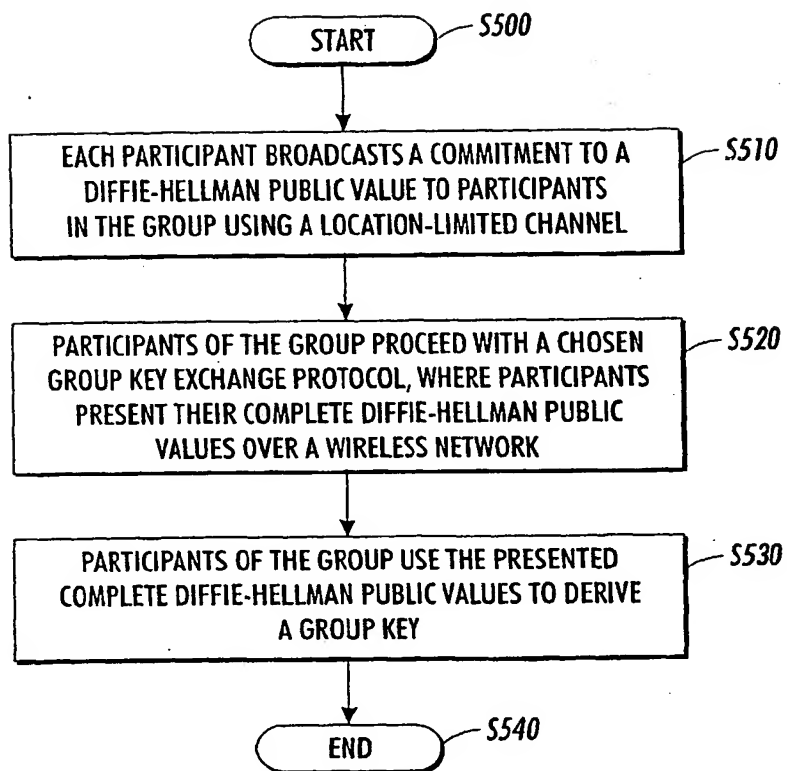 START
S500
EACH PARTICIPANT BROADCASTS A COMMITMENT TO A
DIFFIE-HELLMAN PUBLIC VALUE TO PARTICIPANTS
IN THE GROUP USING A LOCATION-LIMITED CHANNEL
S510
PARTICIPANTS OF THE GROUP PROCEED WITH A CHOSEN
GROUP KEY EXCHANGE PROTOCOL, WHERE PARTICIPANTS
PRESENT THEIR COMPLETE DIFFIE-HELLMAN PUBLIC
VALUES OVER A WIRELESS NETWORK
S520
PARTICIPANTS OF THE GROUP USE THE PRESENTED
COMPLETE DIFFIE-HELLMAN PUBLIC VALUES TO DERIVE
A GROUP KEY
S530
END
S540